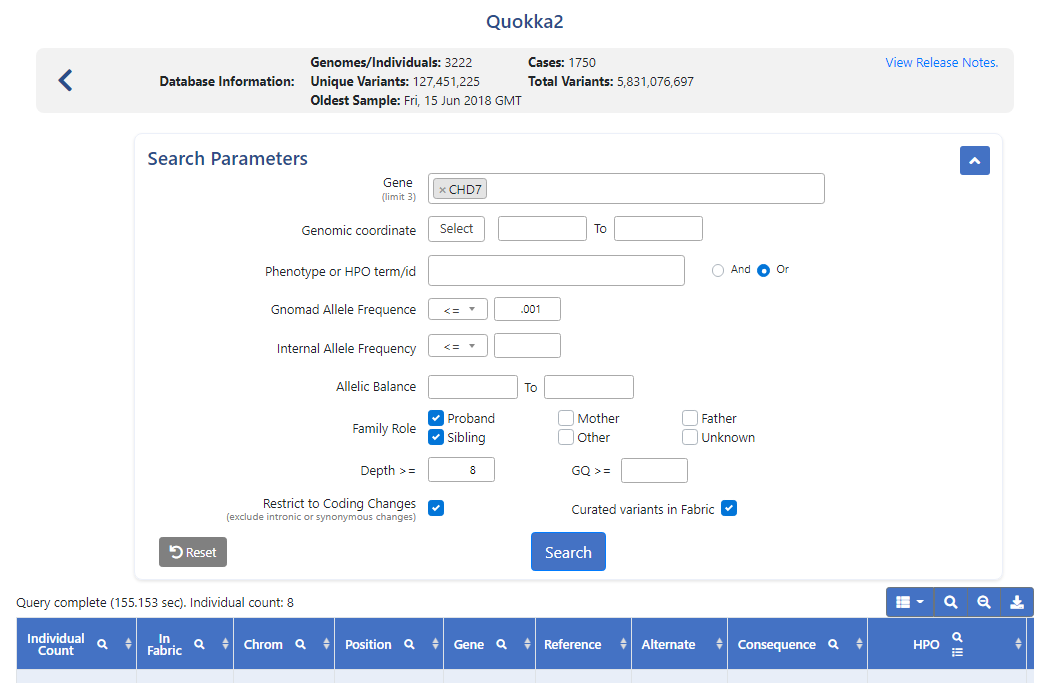 Quokka2
Database Information:
Genomes/Individuals: 3222
Cases: 1750
View Release Notes.
Unique Variants: 127,451,225
Total Variants: 5,831,076,697
Oldest Sample: Fri, 15 Jun 2018 GMT
Search Parameters
Gene
(limit 3)
× CHD7
Genomic coordinate
Select
To
Phenotype or HPO term/id
And
Or
Gnomad Allele Frequence
<=
.001
Internal Allele Frequency
<=
Allelic Balance
To
Family Role
Proband
Mother
Father
Sibling
Other
Unknown
Depth >=
8
GQ >=
Restrict to Coding Changes
(exclude intronic or synonymous changes)
Curated variants in Fabric
Reset
Search
Query complete (155.153 sec). Individual count: 8
Individual
Count
In
Fabric
Chrom
Position
Gene
Reference
Alternate
Consequence
HPO